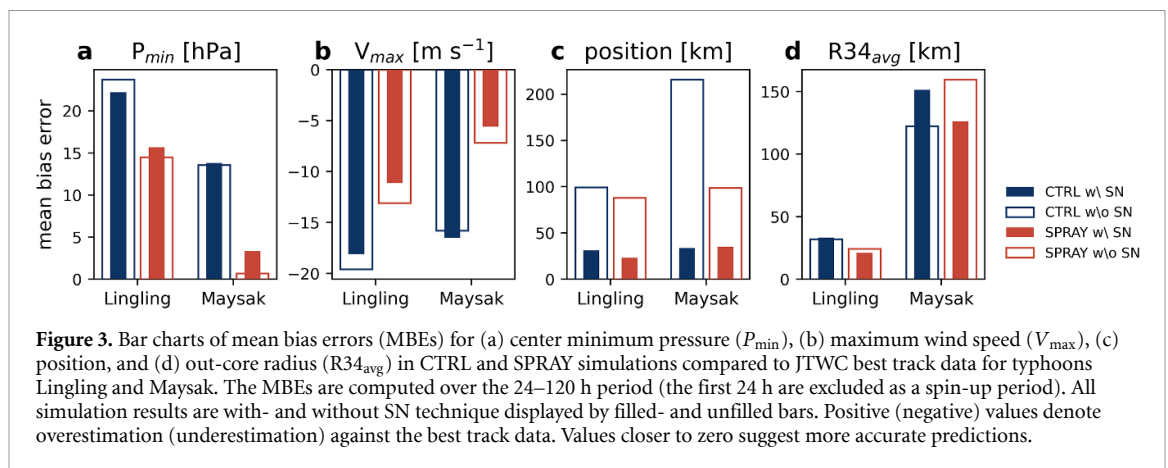 a P_min [hPa]
b V_max [m s⁻¹]
c position [km]
d R34_avg [km]
mean bias error
20
15
10
5
0
Lingling Maysak
0
−5
−10
−15
−20
Lingling Maysak
200
150
100
50
0
Lingling Maysak
150
100
50
0
Lingling Maysak
CTRL w\ SN
CTRL w\o SN
SPRAY w\ SN
SPRAY w\o SN
Figure 3. Bar charts of mean bias errors (MBEs) for (a) center minimum pressure (P_min), (b) maximum wind speed (V_max), (c)
position, and (d) out-core radius (R34_avg) in CTRL and SPRAY simulations compared to JTWC best track data for typhoons
Lingling and Maysak. The MBEs are computed over the 24–120 h period (the first 24 h are excluded as a spin-up period). All
simulation results are with- and without SN technique displayed by filled- and unfilled bars. Positive (negative) values denote
overestimation (underestimation) against the best track data. Values closer to zero suggest more accurate predictions.